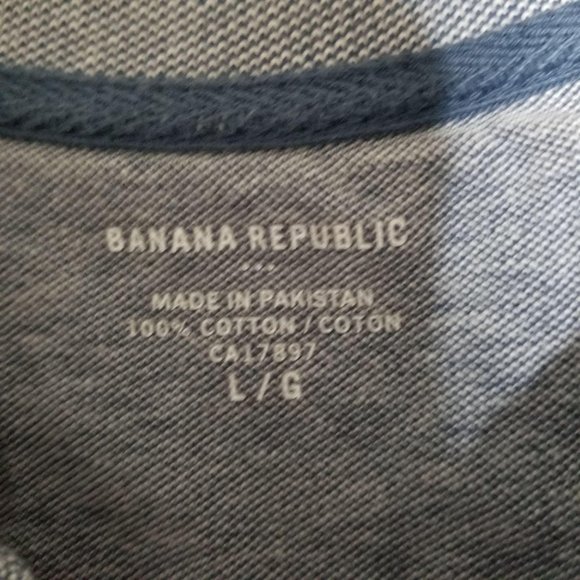 BANANA REPUBLIC
...
MADE IN PAKISTAN
100% COTTON / COTON
CA17897
L / G